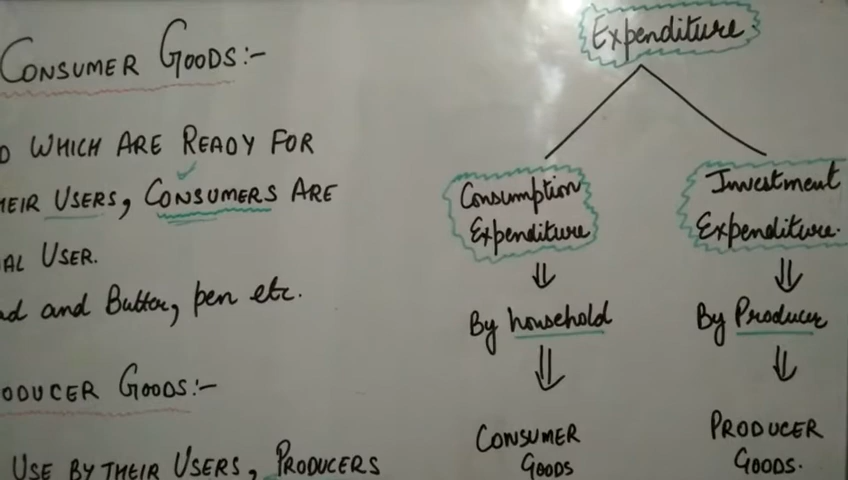 CONSUMER GOODS:-
WHICH ARE READY FOR
THEIR USERS, CONSUMERS ARE
USER.
and Butter, pen etc.
PRODUCER GOODS:-
USE BY THEIR USERS, PRODUCERS
Expenditure
Consumption
Expenditure
⇓
By household
⇓
CONSUMER
GOODS
Investment
Expenditure.
⇓
By Producer
⇓
PRODUCER
GOODS.